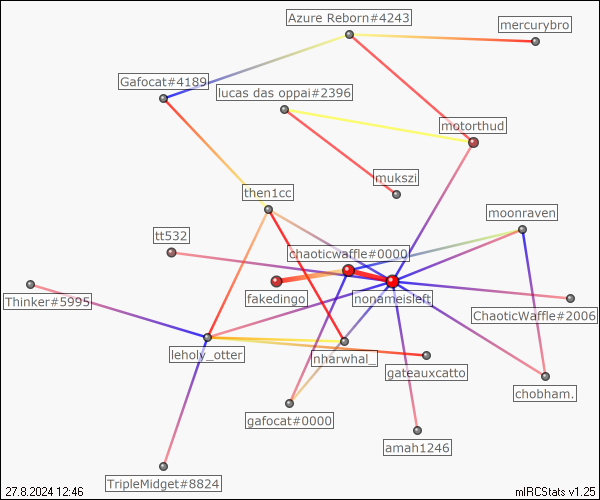 Azure Reborn#4243
mercurybro
Gafocat#4189
lucas das oppai#2396
motorthud
mukszi
then1cc
moonraven
tt532
chaoticwaffle#0000
Thinker#5995
fakedingo
nonameisleft
ChaoticWaffle#2006
leholy_otter
nharwhal_
gateauxcatto
chobham.
gafocat#0000
amah1246
TripleMidget#8824
27.8.2024 12:46
mIRCStats v1.25